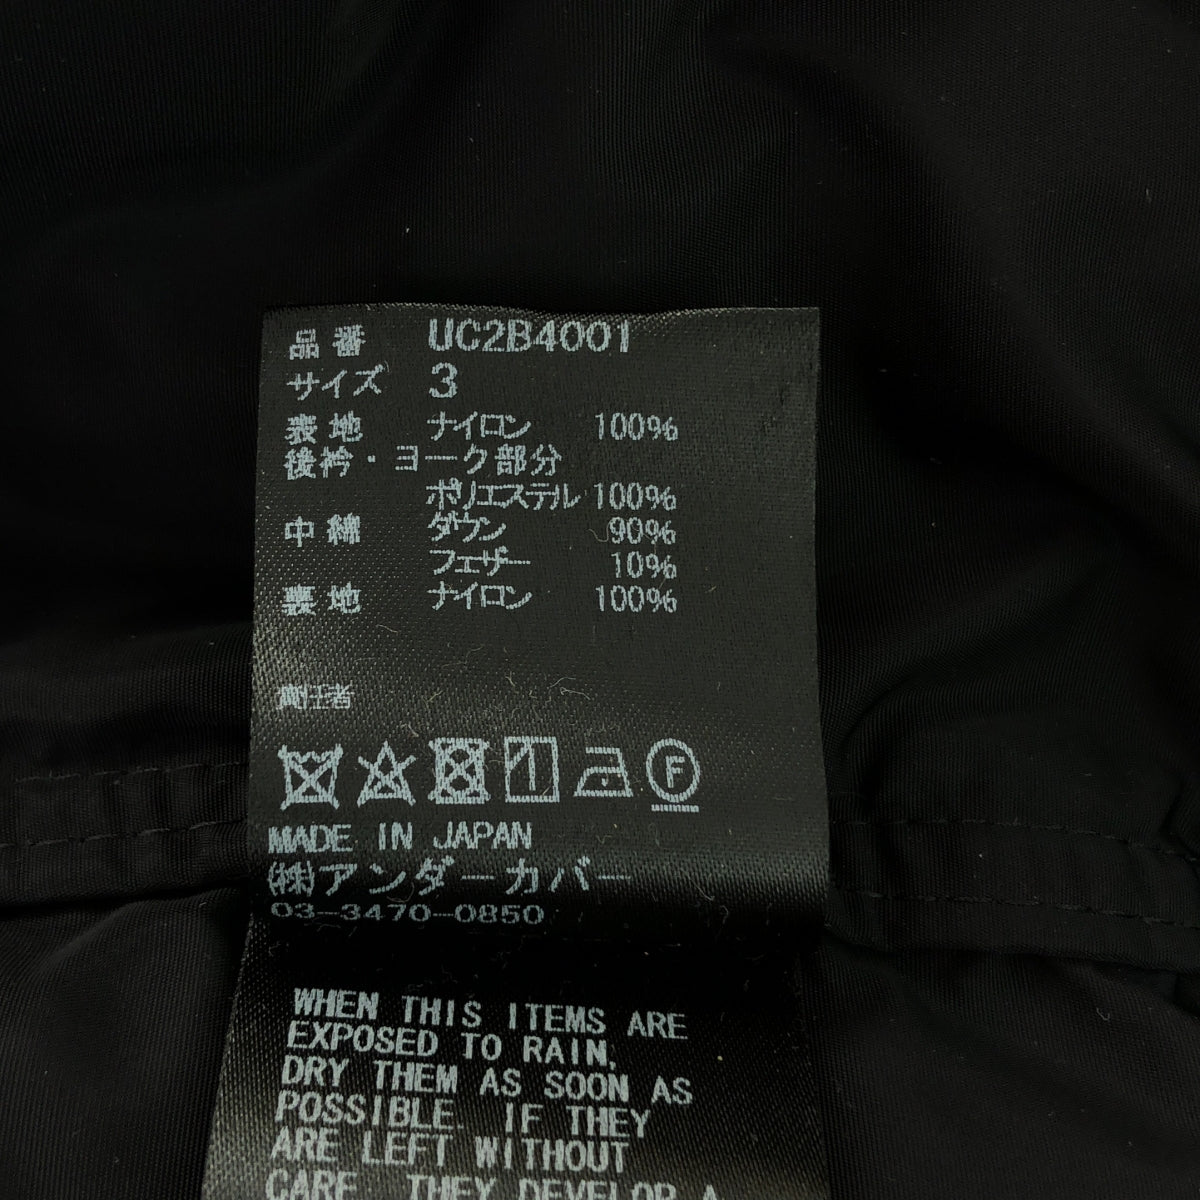 品番 UC2B4001
サイズ 3
表地 ナイロン 100%
後衿・ヨーク部分
ポリエステル 100%
中綿 ダウン 90%
フェザー 10%
裏地 ナイロン 100%
責任者
MADE IN JAPAN
(株)アンダーカバー
03-3470-0850
WHEN THIS ITEMS ARE
EXPOSED TO RAIN,
DRY THEM AS SOON AS
POSSIBLE. IF THEY
ARE LEFT WITHOUT
CARE, THEY DEVELOP A